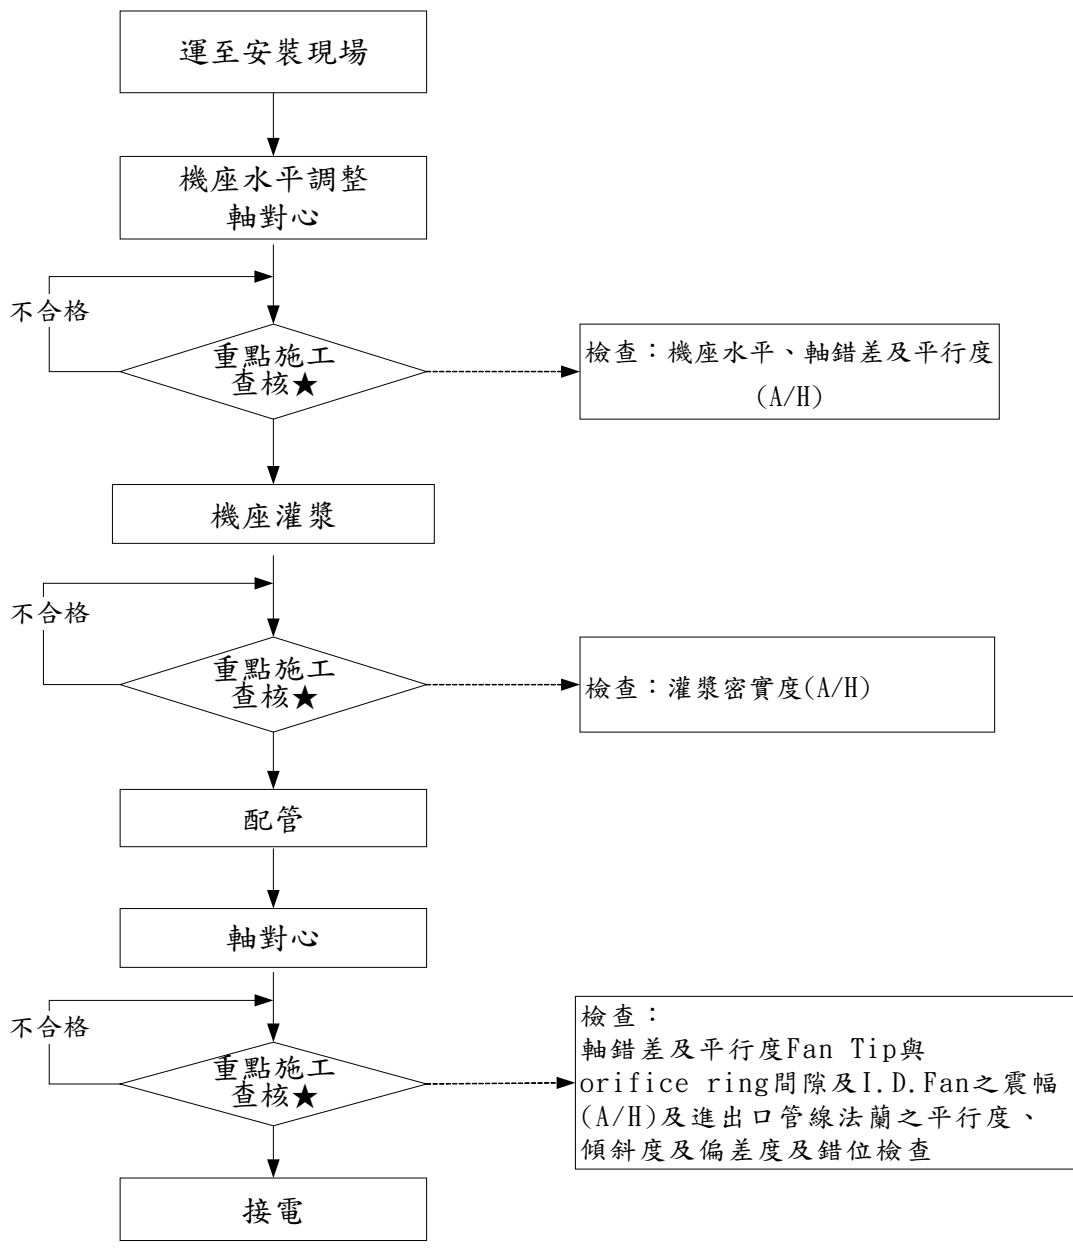 運至安裝現場
機座水平調整
軸對心
不合格
重點施工
查核★
檢查：機座水平、軸錯差及平行度
(A/H)
機座灌漿
不合格
重點施工
查核★
檢查：灌漿密實度(A/H)
配管
軸對心
不合格
重點施工
查核★
檢查：
軸錯差及平行度Fan Tip與
orifice ring間隙及I.D.Fan之震幅
(A/H)及進出口管線法蘭之平行度、
傾斜度及偏差度及錯位檢查
接電